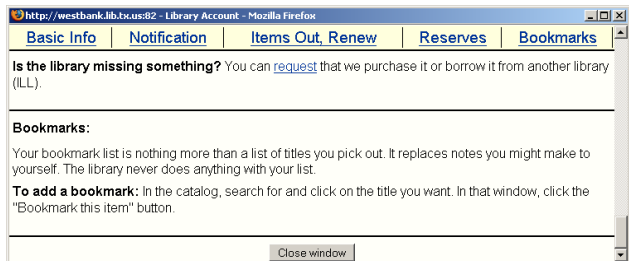 http://westbank.lib.tx.us:82 - Library Account - Mozilla Firefox
Basic Info Notification Items Out, Renew Reserves Bookmarks
Is the library missing something? You can request that we purchase it or borrow it from another library
(ILL).
Bookmarks:
Your bookmark list is nothing more than a list of titles you pick out. It replaces notes you might make to
yourself. The library never does anything with your list.
To add a bookmark: In the catalog, search for and click on the title you want. In that window, click the
"Bookmark this item" button.
Close window